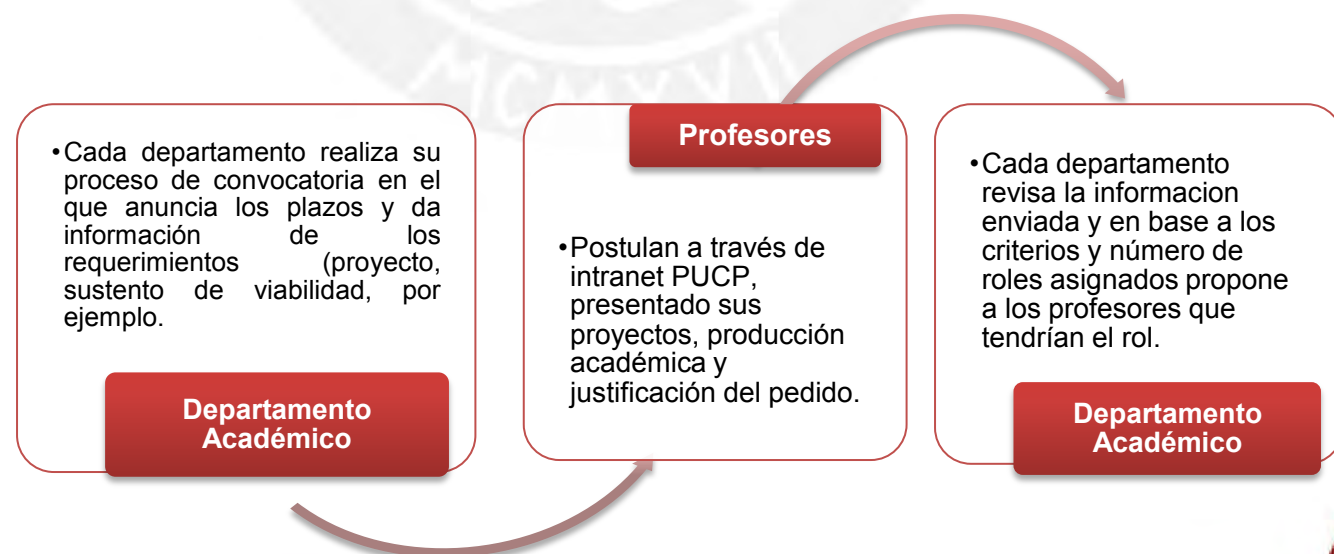 MCMXVII
•Cada departamento realiza su
proceso de convocatoria en el
que anuncia los plazos y da
información de los
requerimientos (proyecto,
sustento de viabilidad, por
ejemplo.
Departamento
Académico
Profesores
•Postulan a través de
intranet PUCP,
presentado sus
proyectos, producción
académica y
justificación del pedido.
•Cada departamento
revisa la informacion
enviada y en base a los
criterios y número de
roles asignados propone
a los profesores que
tendrían el rol.
Departamento
Académico